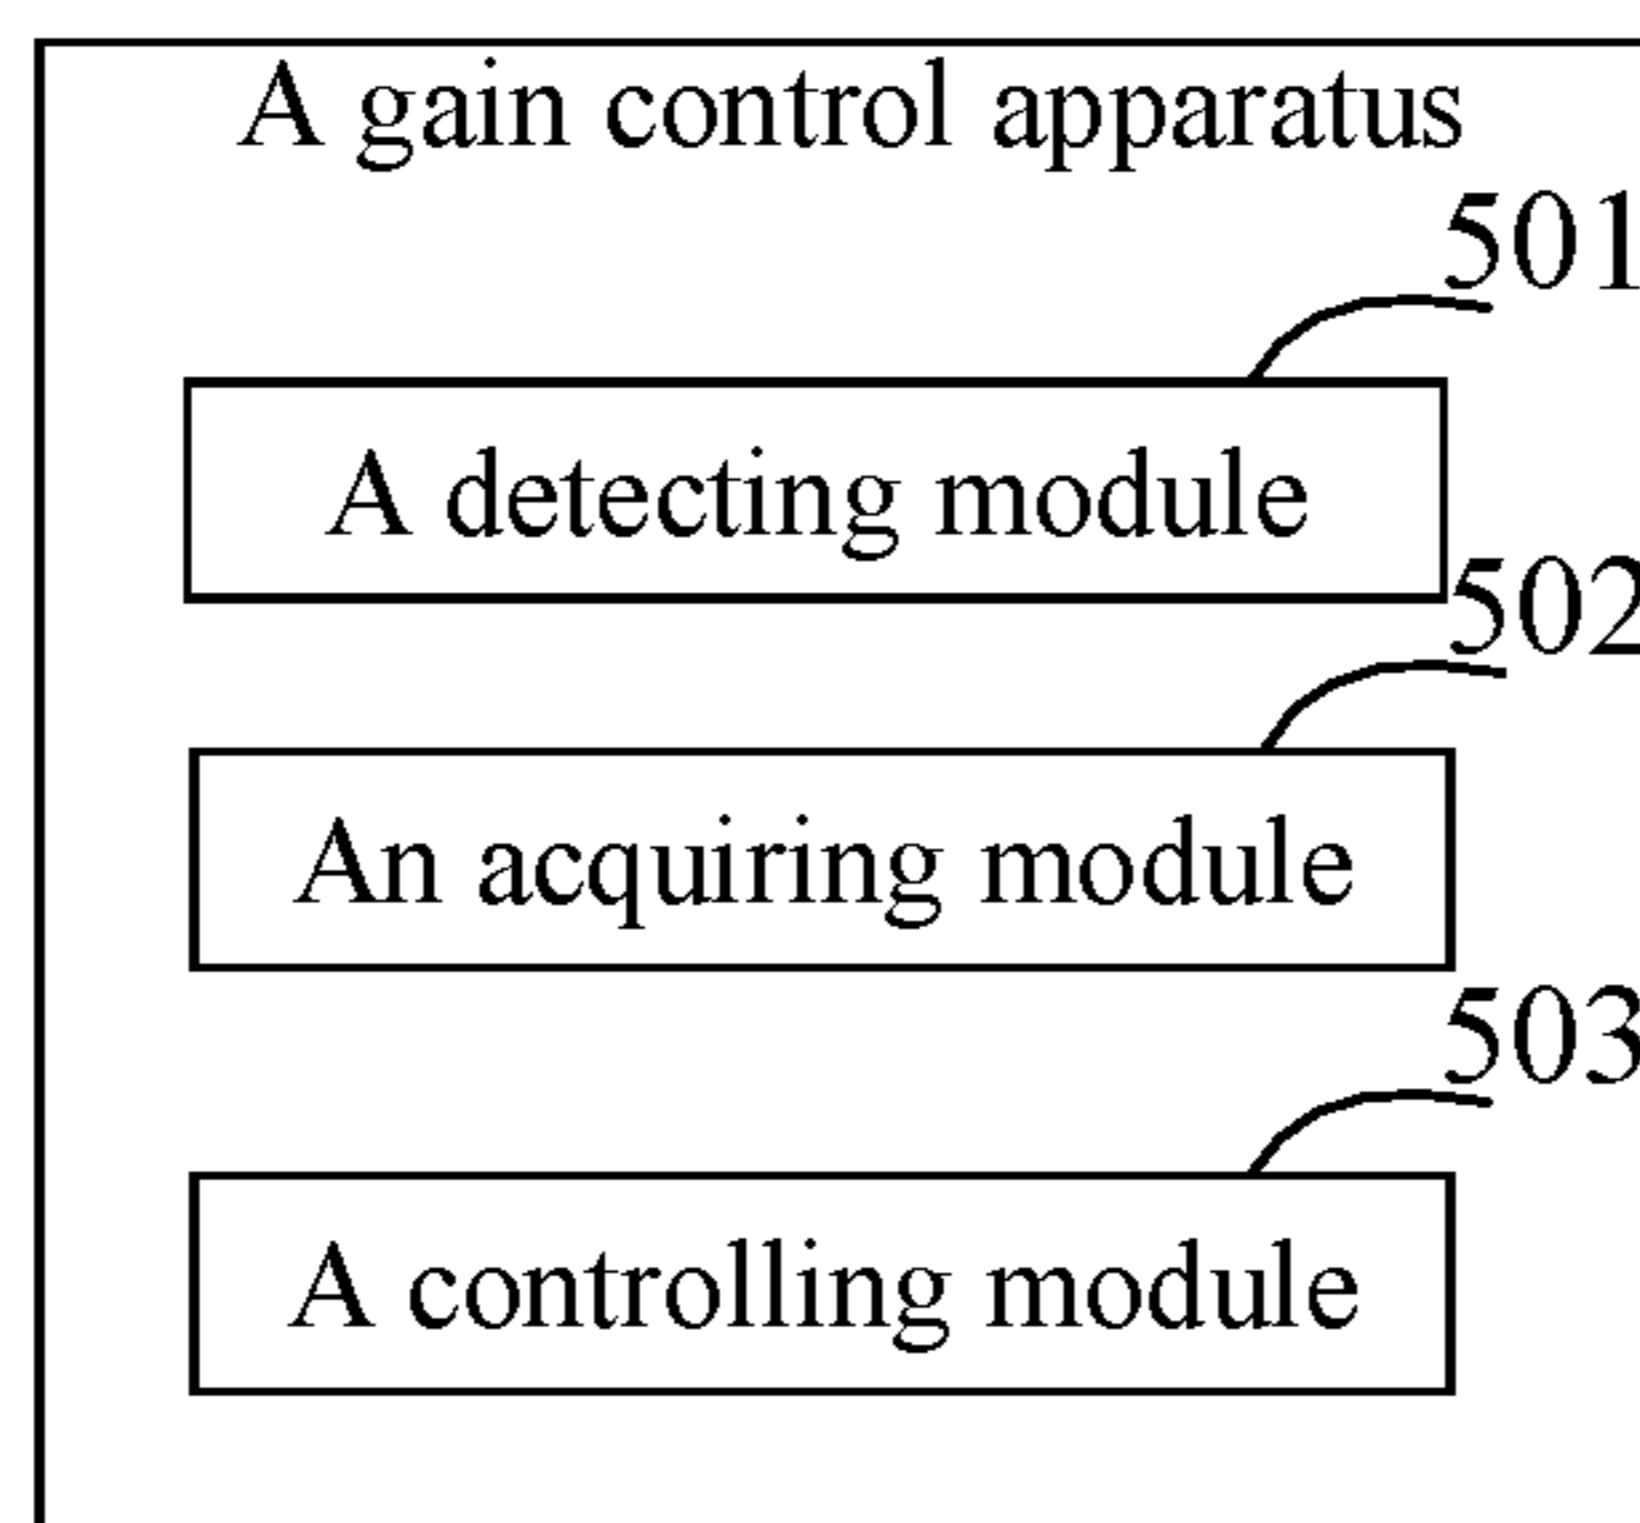 A gain control apparatus
501
A detecting module
502
An acquiring module
503
A controlling module